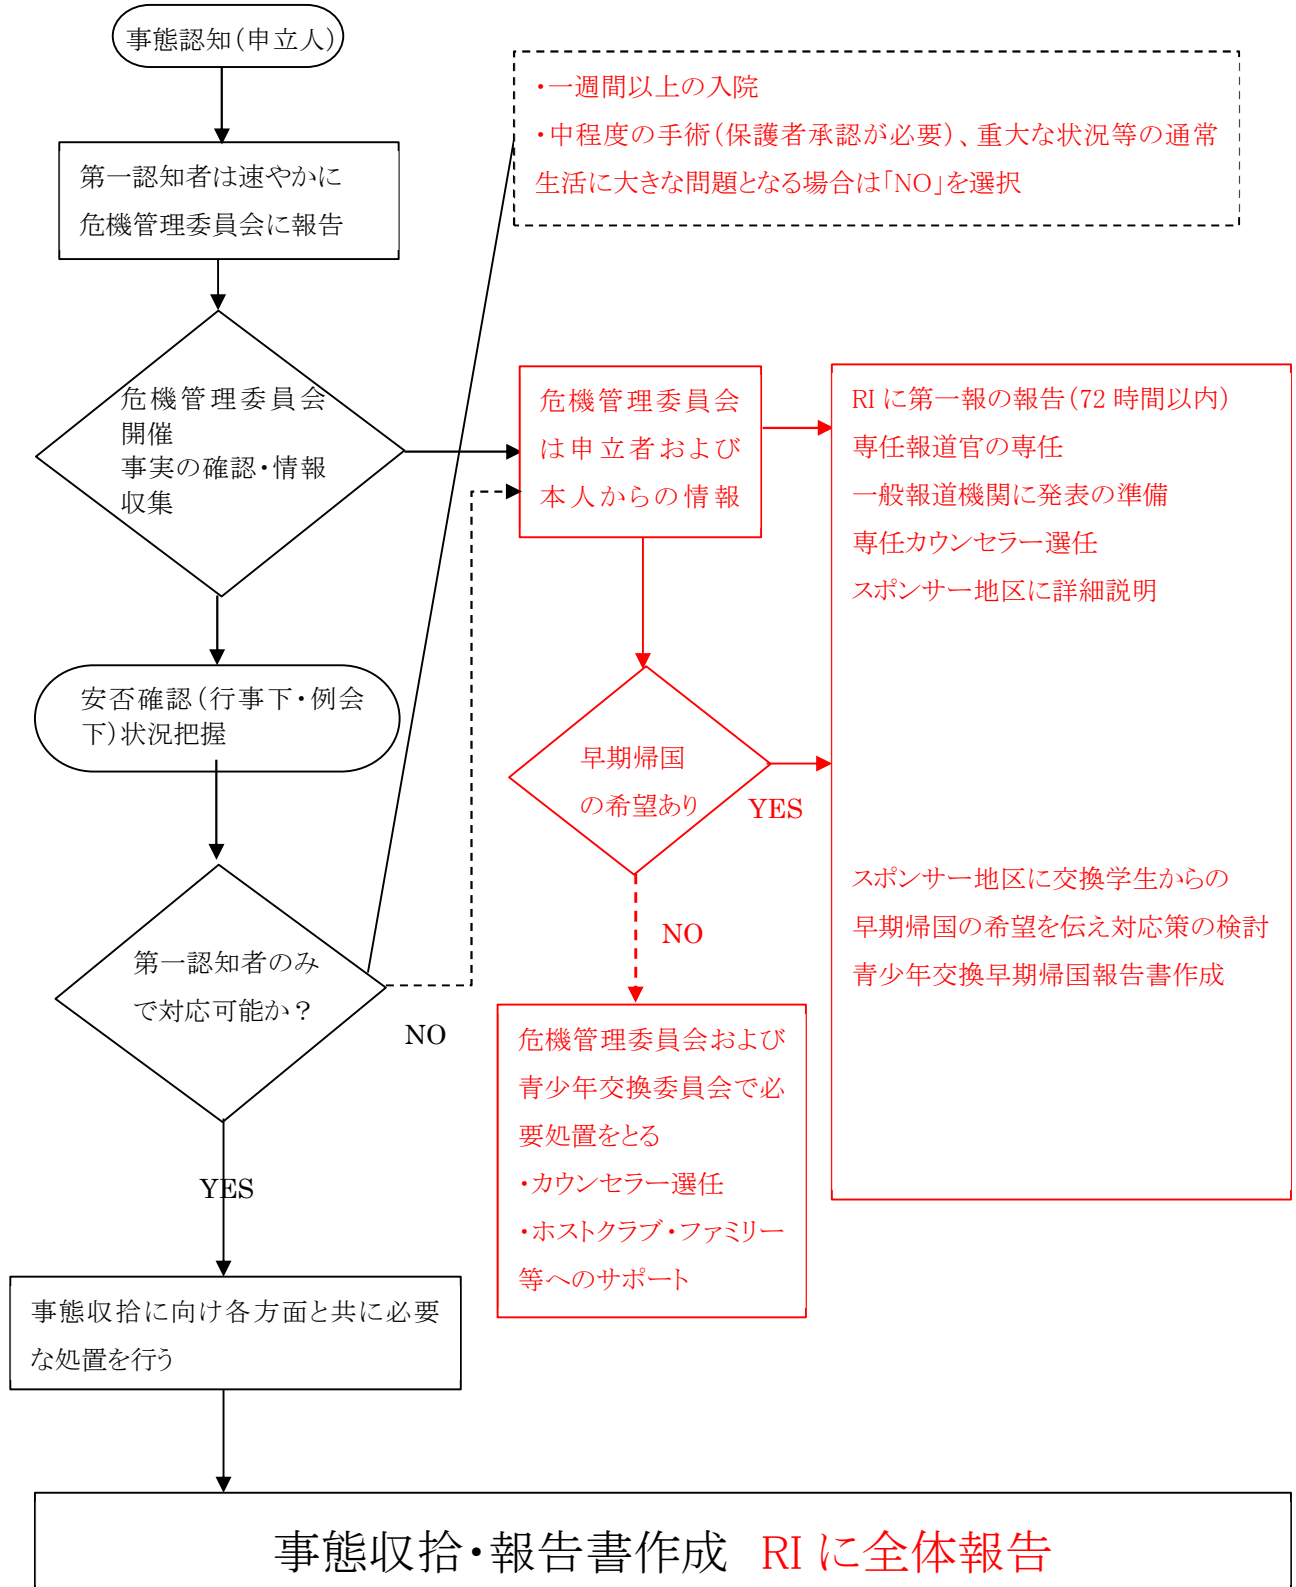 事態認知(申立人)
・一週間以上の入院
・中程度の手術(保護者承認が必要)、重大な状況等の通常
生活に大きな問題となる場合は「NO」を選択
第一認知者は速やかに
危機管理委員会に報告
危機管理委員会
開催
事実の確認・情報
収集
危機管理委員会
は申立者および
本人からの情報
RI に第一報の報告(72 時間以内)
専任報道官の専任
一般報道機関に発表の準備
専任カウンセラー選任
スポンサー地区に詳細説明
安否確認(行事下・例会
下)状況把握
早期帰国
の希望あり
YES
スポンサー地区に交換学生からの
早期帰国の希望を伝え対応策の検討
青少年交換早期帰国報告書作成
NO
第一認知者のみ
で対応可能か?
NO
危機管理委員会および
青少年交換委員会で必
要処置をとる
・カウンセラー選任
・ホストクラブ・ファミリー
等へのサポート
YES
事態収拾に向け各方面と共に必要
な処置を行う
事態収拾・報告書作成 RI に全体報告